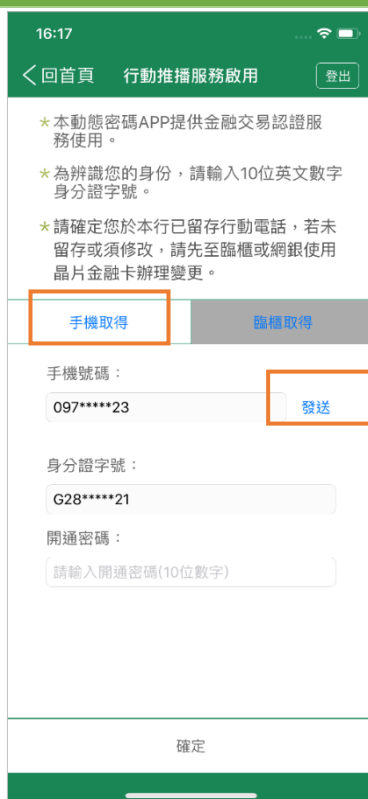 16:17
回首頁 行動推播服務啟用 登出
*本動態密碼APP提供金融交易認證服
務使用。
*為辨識您的身份，請輸入10位英文數字
身分證字號。
*請確定您於本行已留存行動電話，若未
留存或須修改，請先至臨櫃或網銀使用
晶片金融卡辦理變更。
手機取得 臨櫃取得
手機號碼：
097*****23 發送
身分證字號：
G28*****21
開通密碼：
請輸入開通密碼(10位數字)
確定